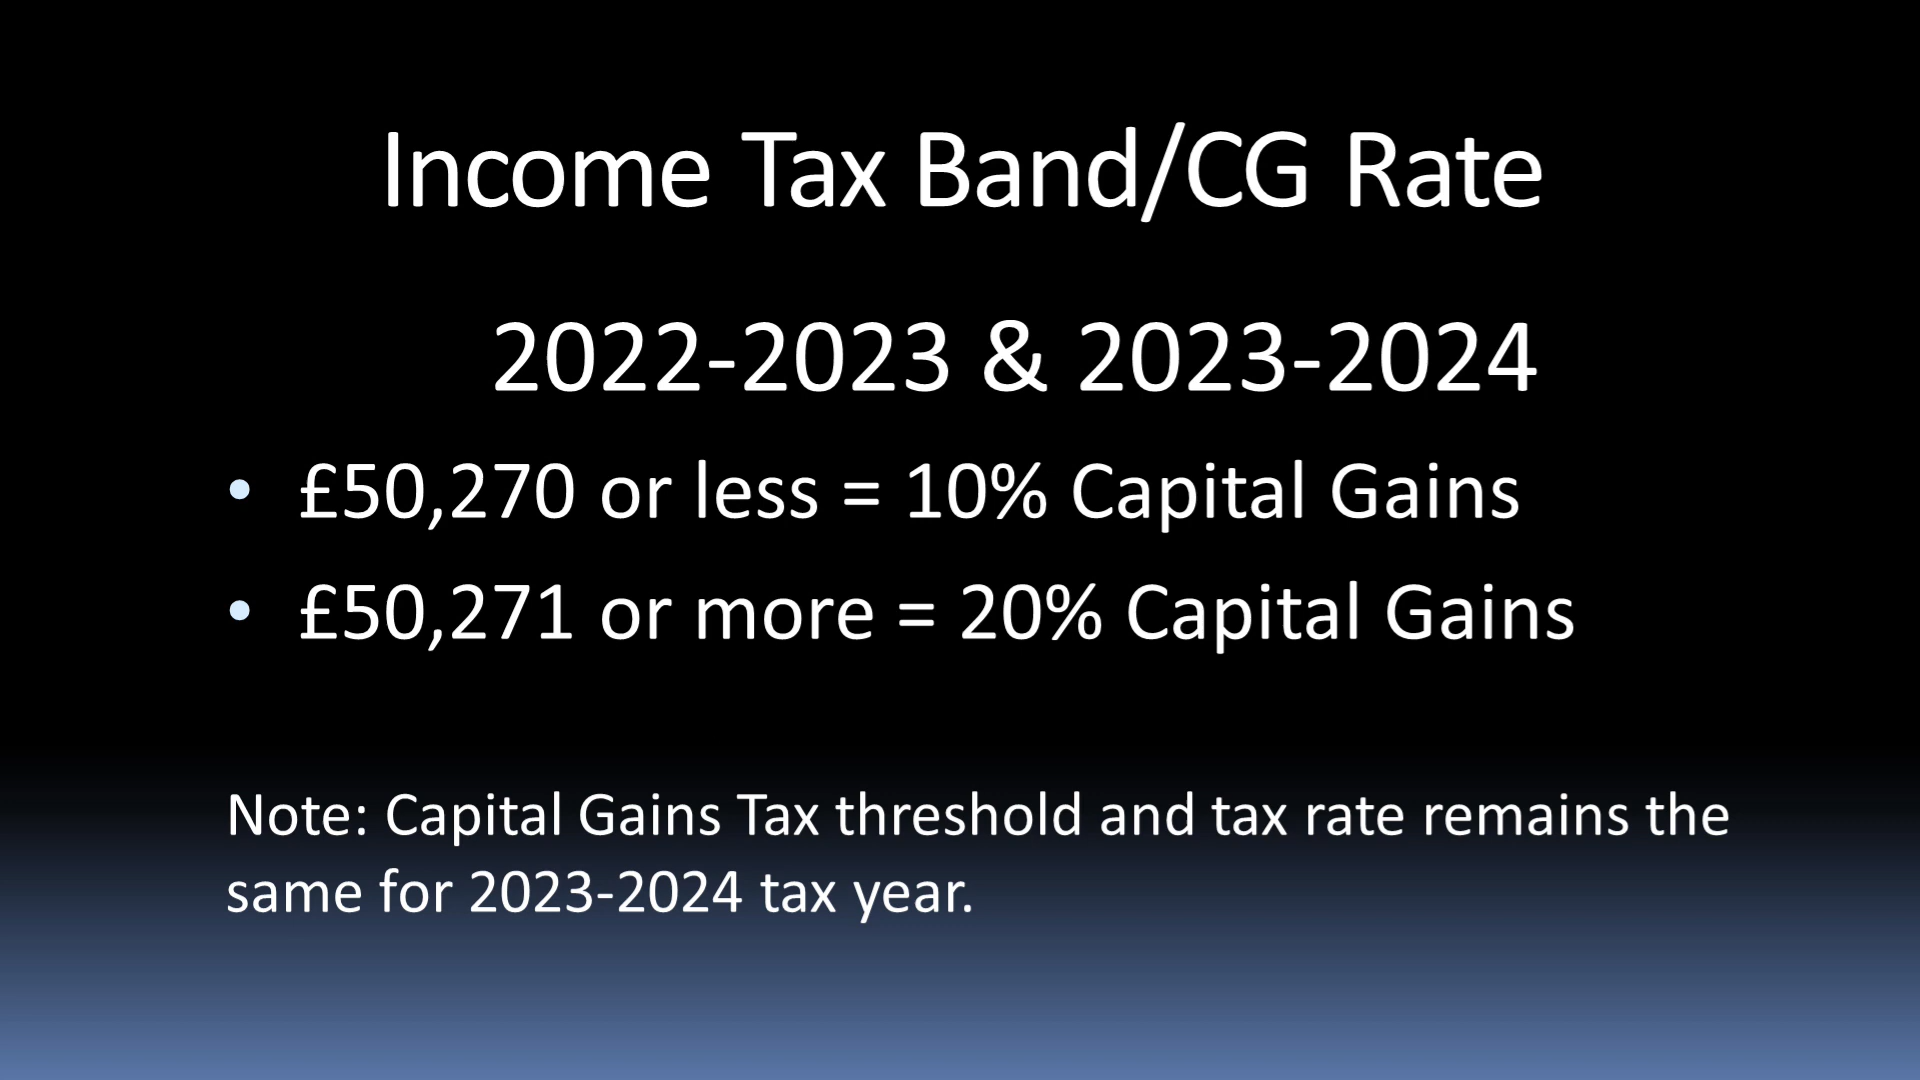 Income Tax Band/CG Rate
2022-2023 & 2023-2024
• £50,270 or less = 10% Capital Gains
• £50,271 or more = 20% Capital Gains
Note: Capital Gains Tax threshold and tax rate remains the
same for 2023-2024 tax year.